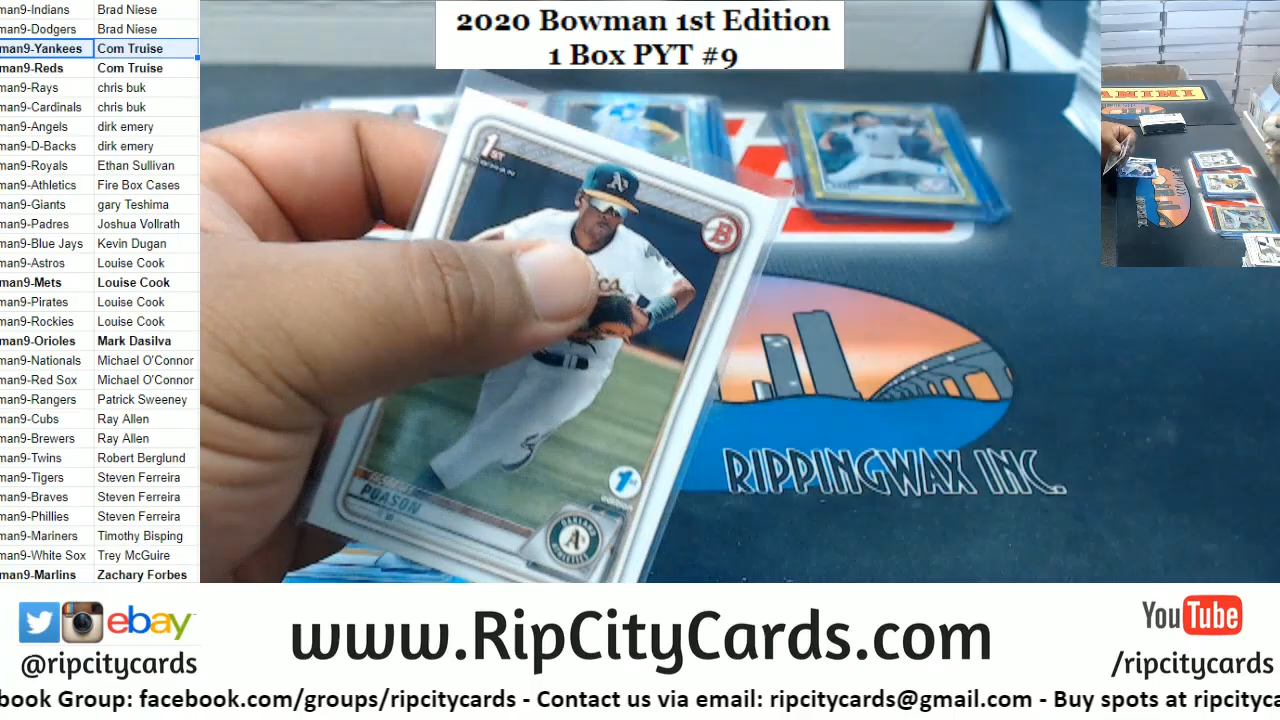 2020 Bowman 1st Edition
1 Box PYT #9
man9-Indians Brad Niese
man9-Dodgers Brad Niese
man9-Yankees Com Truise
man9-Reds Com Truise
man9-Rays chris buk
man9-Cardinals chris buk
man9-Angels dirk emery
man9-D-Backs dirk emery
man9-Royals Ethan Sullivan
man9-Athletics Fire Box Cases
man9-Giants gary Teshima
man9-Padres Joshua Vollrath
man9-Blue Jays Kevin Dugan
man9-Astros Louise Cook
man9-Mets Louise Cook
man9-Pirates Louise Cook
man9-Rockies Louise Cook
man9-Orioles Mark Dasilva
man9-Nationals Michael O'Connor
man9-Red Sox Michael O'Connor
man9-Rangers Patrick Sweeney
man9-Cubs Ray Allen
man9-Brewers Ray Allen
man9-Twins Robert Berglund
man9-Tigers Steven Ferreira
man9-Braves Steven Ferreira
man9-Phillies Steven Ferreira
man9-Mariners Timothy Bisping
man9-White Sox Trey McGuire
man9-Marlins Zachary Forbes
1ST
B
A's
PUASON
1st
A's
RIPPINGWAX INC.
ebay
@ripcitycards
www.RipCityCards.com
YouTube
/ripcitycards
book Group: facebook.com/groups/ripcitycards - Contact us via email: ripcitycards@gmail.com - Buy spots at ripcityca